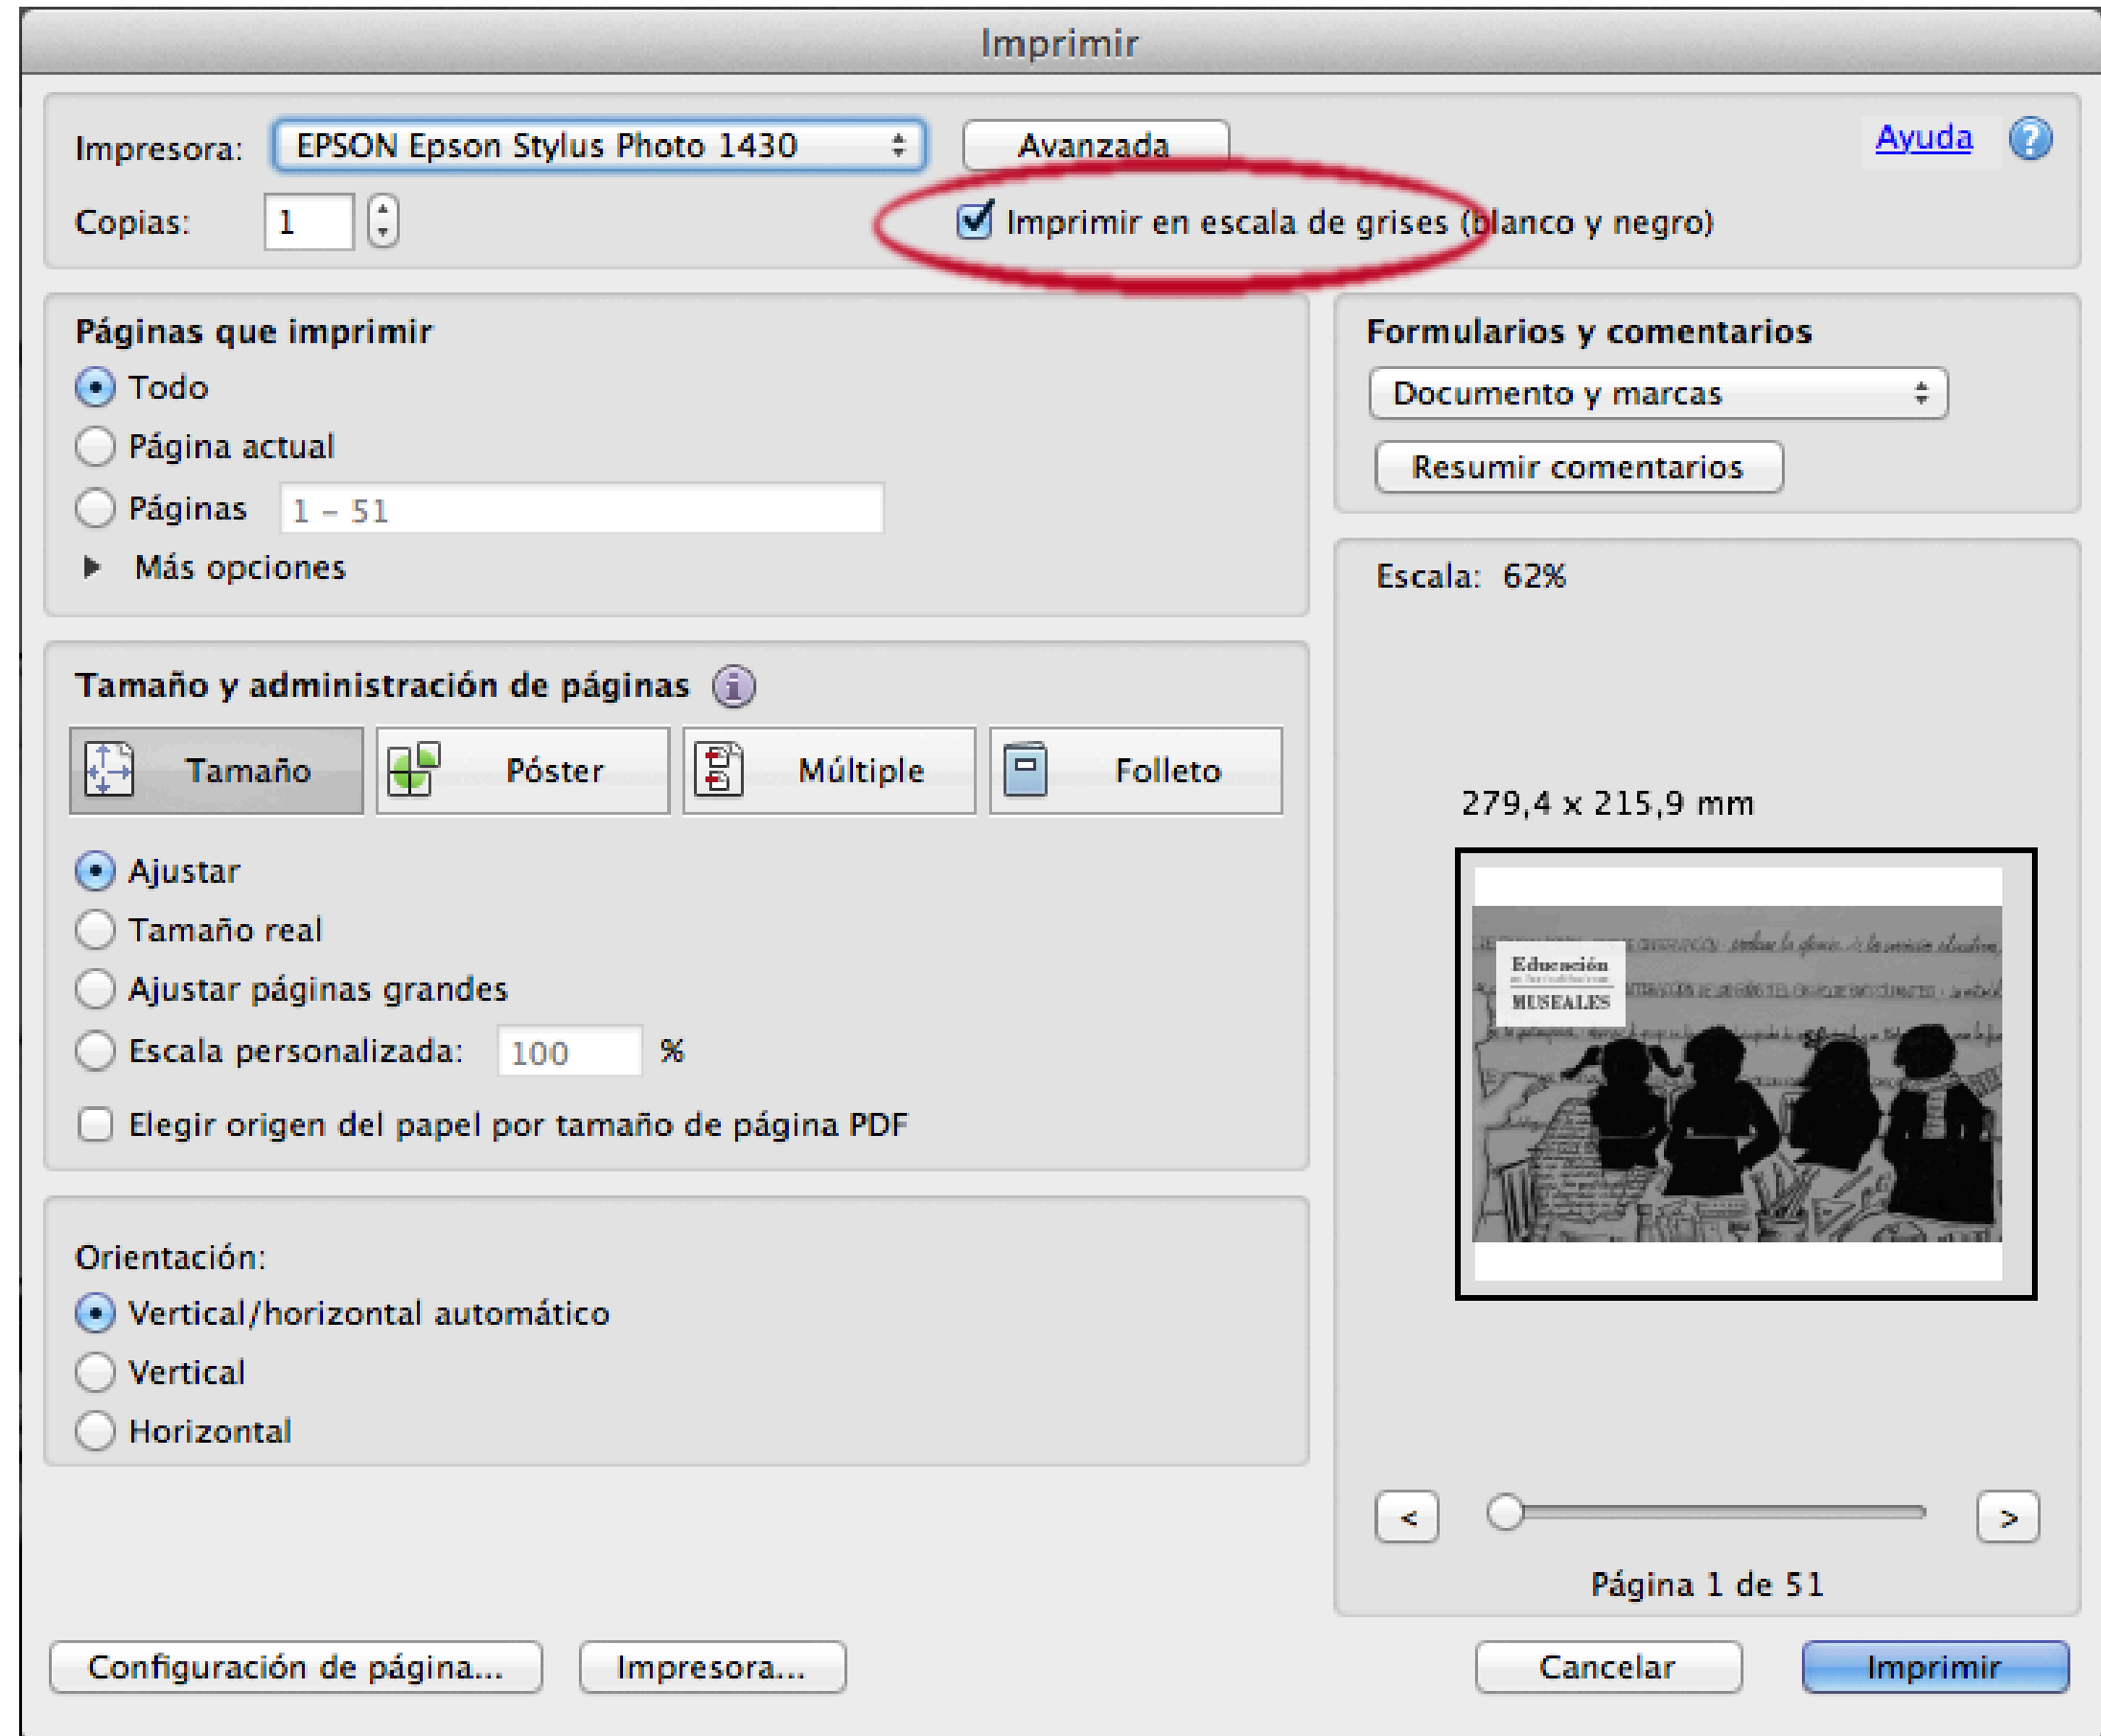 Imprimir
Impresora: EPSON Epson Stylus Photo 1430 Avanzada Ayuda ?
Copias: 1 Imprimir en escala de grises (blanco y negro)
Páginas que imprimir
Todo
Página actual
Páginas 1 – 51
Más opciones
Formularios y comentarios
Documento y marcas
Resumir comentarios
Tamaño y administración de páginas i
Tamaño Póster Múltiple Folleto
Ajustar
Tamaño real
Ajustar páginas grandes
Escala personalizada: 100 %
Elegir origen del papel por tamaño de página PDF
Orientación:
Vertical/horizontal automático
Vertical
Horizontal
Escala: 62%
279,4 x 215,9 mm
Educación
MUSEALES
< >
Página 1 de 51
Configuración de página... Impresora... Cancelar Imprimir